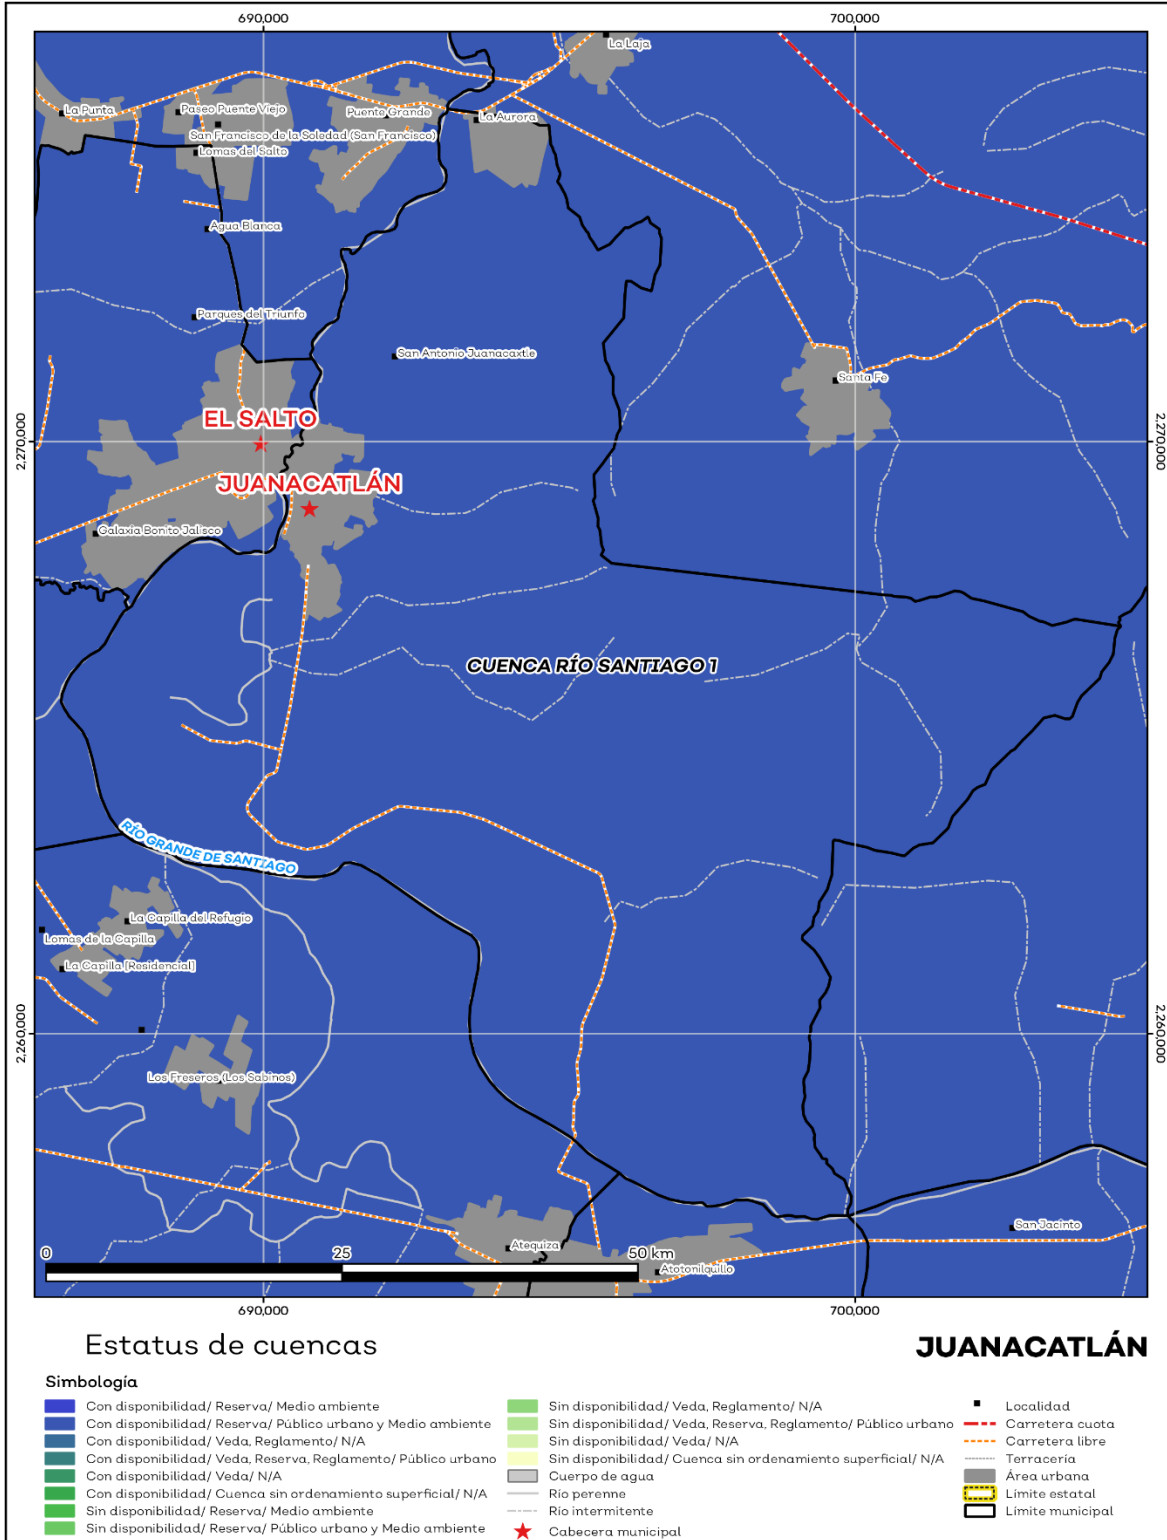 690,000
700,000
La Laja
La Punta
Paseo Puente Viejo
Puente Grande
La Aurora
San Francisco de la Soledad (San Francisco)
Lomas del Salto
Agua Blanca
Parques del Triunfo
San Antonio Juanacaxtle
Santa Fe
EL SALTO
2,270,000
2,270,000
JUANACATLÁN
Galaxia Bonito Jalisco
CUENCA RÍO SANTIAGO 1
RÍO GRANDE DE SANTIAGO
La Capilla del Refugio
Lomas de la Capilla
La Capilla [Residencial]
2,260,000
2,260,000
Los Freseros (Los Sabinos)
San Jacinto
Atequiza
0
25
50 km
Atotonilquillo
690,000
700,000
Estatus de cuencas
JUANACATLÁN
Simbología
Con disponibilidad/ Reserva/ Medio ambiente
Con disponibilidad/ Reserva/ Público urbano y Medio ambiente
Con disponibilidad/ Veda, Reglamento/ N/A
Con disponibilidad/ Veda, Reserva, Reglamento/ Público urbano
Con disponibilidad/ Veda/ N/A
Con disponibilidad/ Cuenca sin ordenamiento superficial/ N/A
Sin disponibilidad/ Reserva/ Medio ambiente
Sin disponibilidad/ Reserva/ Público urbano y Medio ambiente
Sin disponibilidad/ Veda, Reglamento/ N/A
Sin disponibilidad/ Veda, Reserva, Reglamento/ Público urbano
Sin disponibilidad/ Veda/ N/A
Sin disponibilidad/ Cuenca sin ordenamiento superficial/ N/A
Cuerpo de agua
Río perenne
Río intermitente
Cabecera municipal
Localidad
Carretera cuota
Carretera libre
Terracería
Área urbana
Límite estatal
Límite municipal